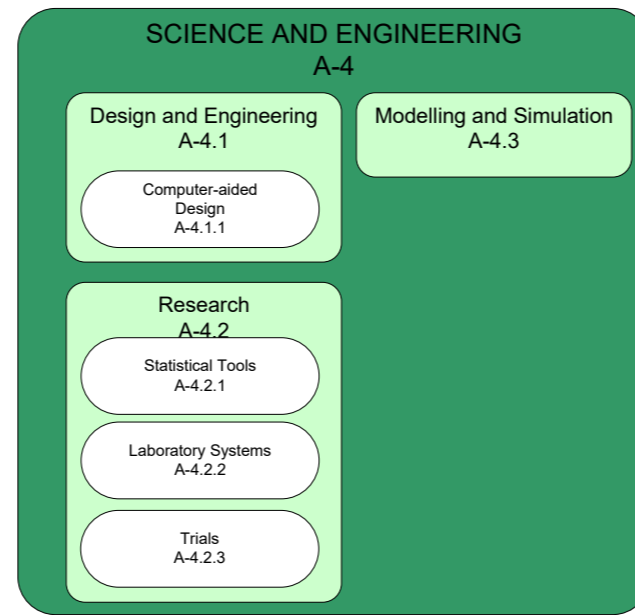 SCIENCE AND ENGINEERING
A-4
Design and Engineering
A-4.1
Computer-aided
Design
A-4.1.1
Research
A-4.2
Statistical Tools
A-4.2.1
Laboratory Systems
A-4.2.2
Trials
A-4.2.3
Modelling and Simulation
A-4.3